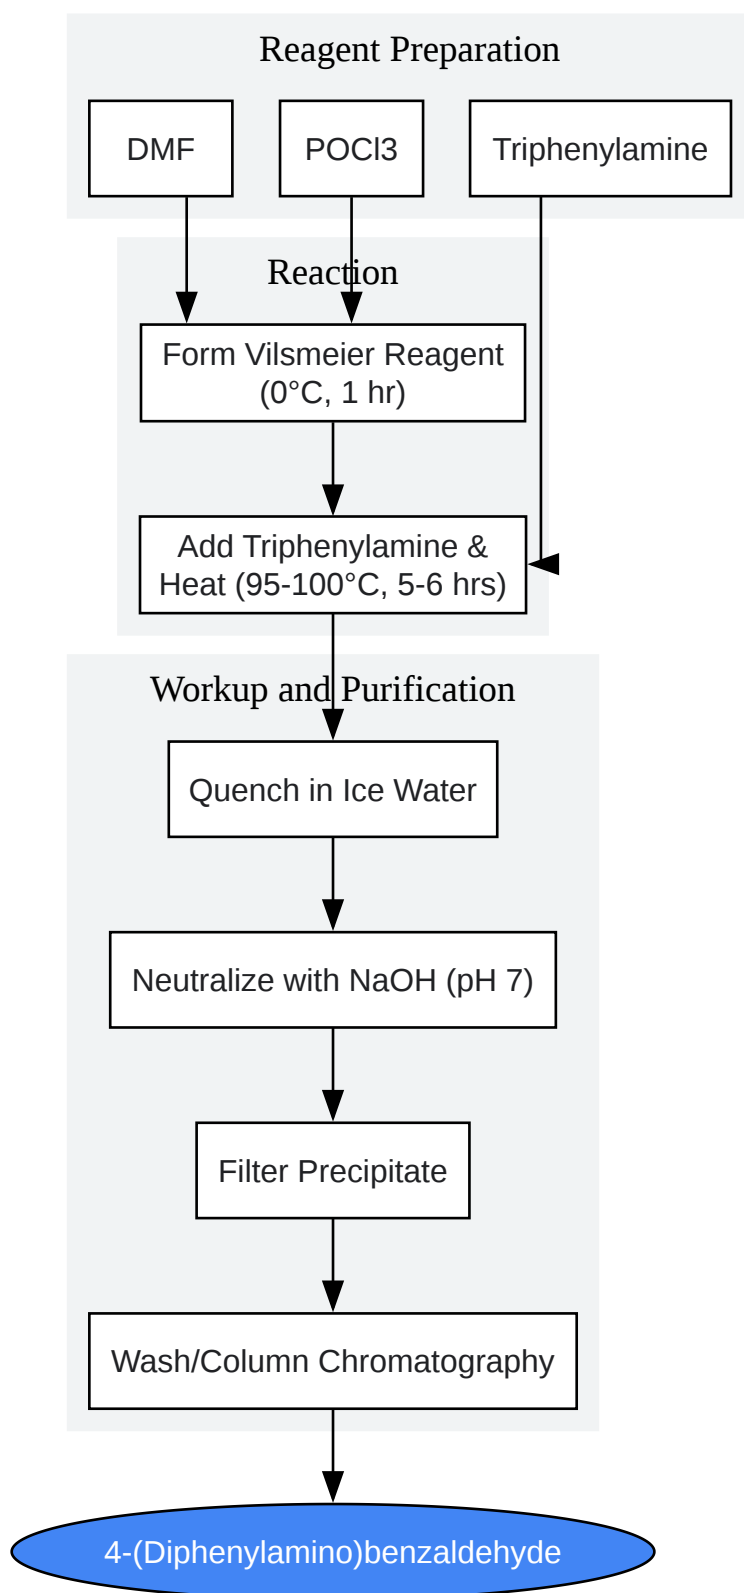 Reagent Preparation
DMF
POCl3
Triphenylamine
Reaction
Form Vilsmeier Reagent
(0°C, 1 hr)
Add Triphenylamine &
Heat (95-100°C, 5-6 hrs)
Workup and Purification
Quench in Ice Water
Neutralize with NaOH (pH 7)
Filter Precipitate
Wash/Column Chromatography
4-(Diphenylamino)benzaldehyde